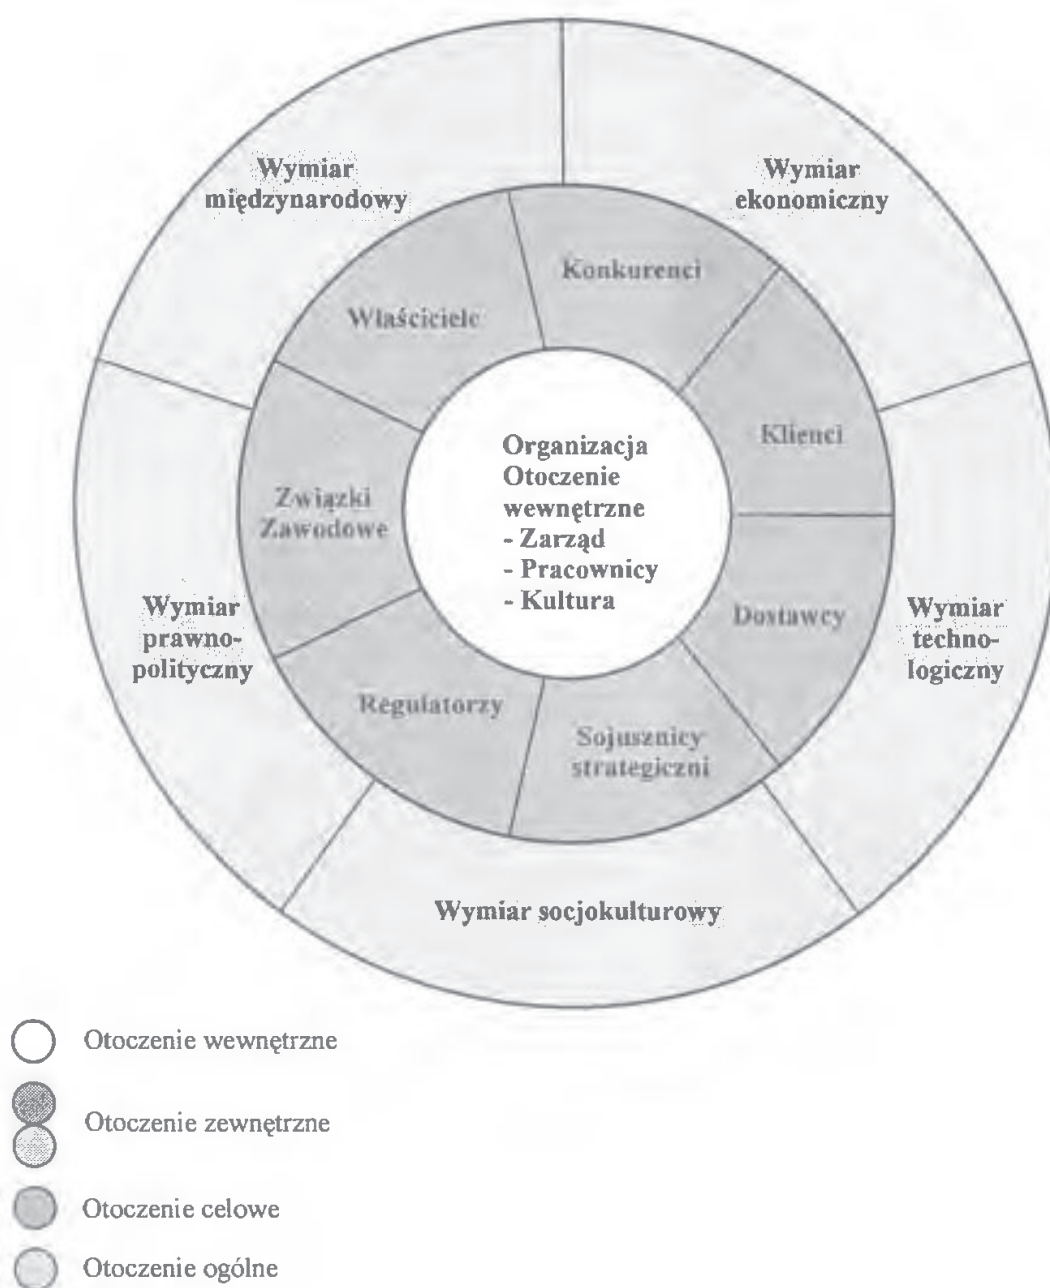 Wymiar
międzynarodowy
Wymiar
ekonomiczny
Konkurenci
Właściciele
Klienci
Organizacja
Otoczenie
wewnętrzne
- Zarząd
- Pracownicy
- Kultura
Związki
Zawodowe
Dostawcy
Wymiar
prawno-
polityczny
Wymiar
techno-
logiczny
Regulatorzy
Sojusznicy
strategiczni
Wymiar socjokulturowy
Otoczenie wewnętrzne
Otoczenie zewnętrzne
Otoczenie celowe
Otoczenie ogólne